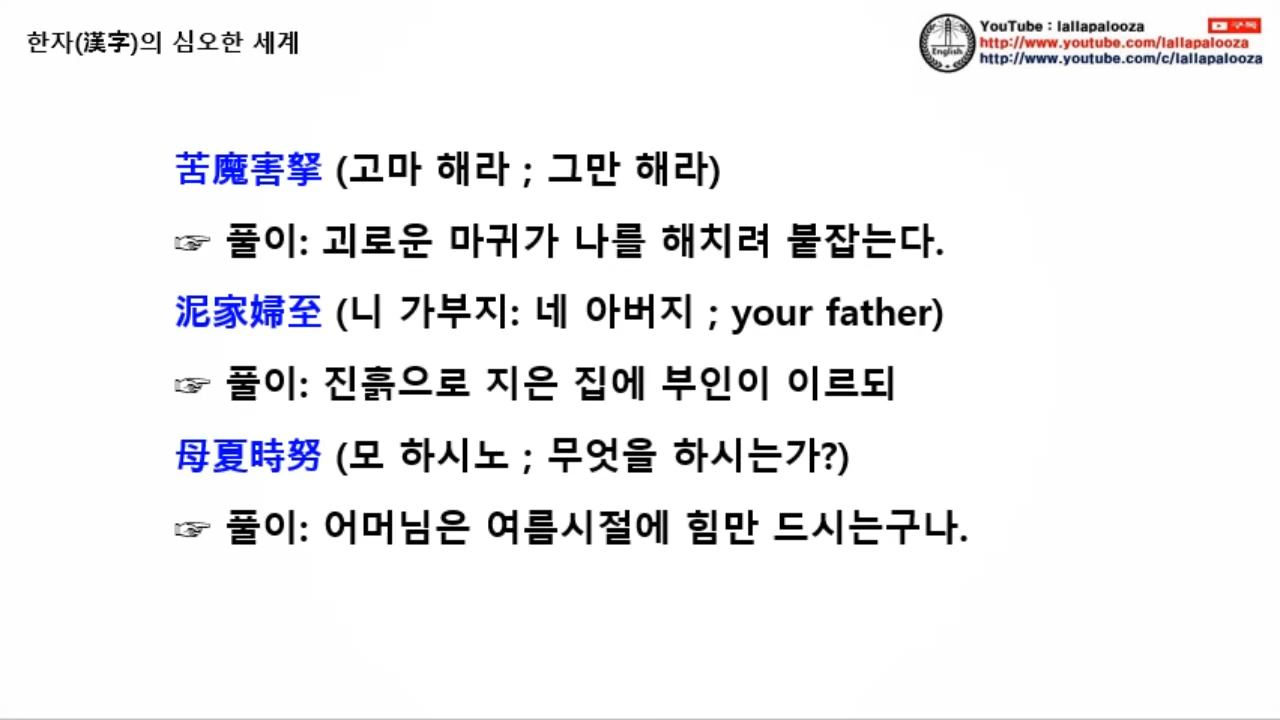 한자(漢字)의 심오한 세계
YouTube : lallapalooza
구독
http://www.youtube.com/lallapalooza
http://www.youtube.com/c/lallapalooza
English
苦魔害拏 (고마 해라 ; 그만 해라)
☞ 풀이: 괴로운 마귀가 나를 해치려 붙잡는다.
泥家婦至 (니 가부지: 네 아버지 ; your father)
☞ 풀이: 진흙으로 지은 집에 부인이 이르되
母夏時努 (모 하시노 ; 무엇을 하시는가?)
☞ 풀이: 어머님은 여름시절에 힘만 드시는구나.